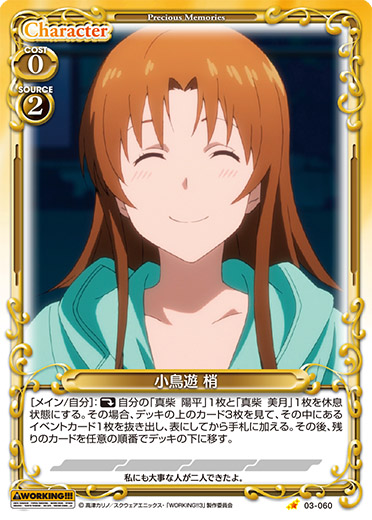 Precious Memories
Character
COST
0
SOURCE
2
小鳥遊 梢
[メイン/自分]: 自分の「真柴 陽平」1枚と「真柴 美月」1枚を休息
状態にする。その場合、デッキの上のカード3枚を見て、その中にある
イベントカード1枚を抜き出し、表にしてから手札に加える。その後、残
りのカードを任意の順番でデッキの下に移す。
私にも大事な人が二人できたよ。
WORKING!!!
03-060
© 高津カリノ/スクウェアエニックス・「WORKING!!3」製作委員会